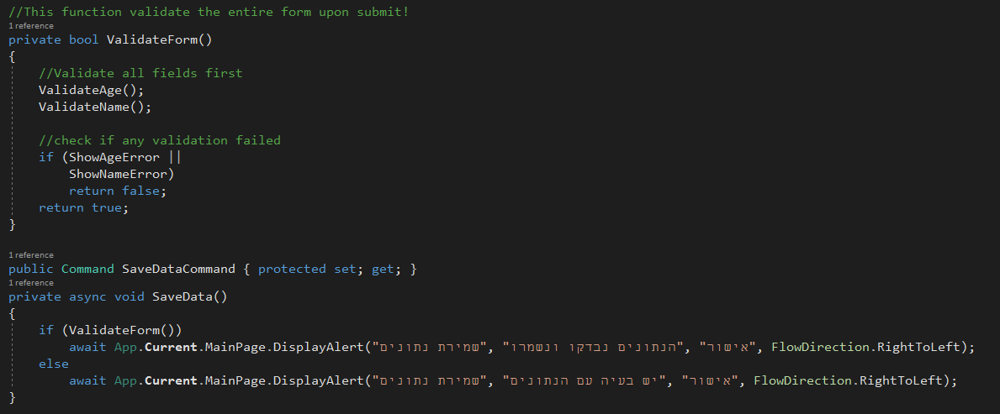 //This function validate the entire form upon submit!
1 reference
private bool ValidateForm()
{
    //Validate all fields first
    ValidateAge();
    ValidateName();

    //check if any validation failed
    if (ShowAgeError ||
        ShowNameError)
        return false;
    return true;
}

1 reference
public Command SaveDataCommand { protected set; get; }
1 reference
private async void SaveData()
{
    if (ValidateForm())
        await App.Current.MainPage.DisplayAlert("שמירת נתונים", "הנתונים נבדקו ונשמרו", "אישור", FlowDirection.RightToLeft);
    else
        await App.Current.MainPage.DisplayAlert("שמירת נתונים", "יש בעיה עם הנתונים", "אישור", FlowDirection.RightToLeft);
}